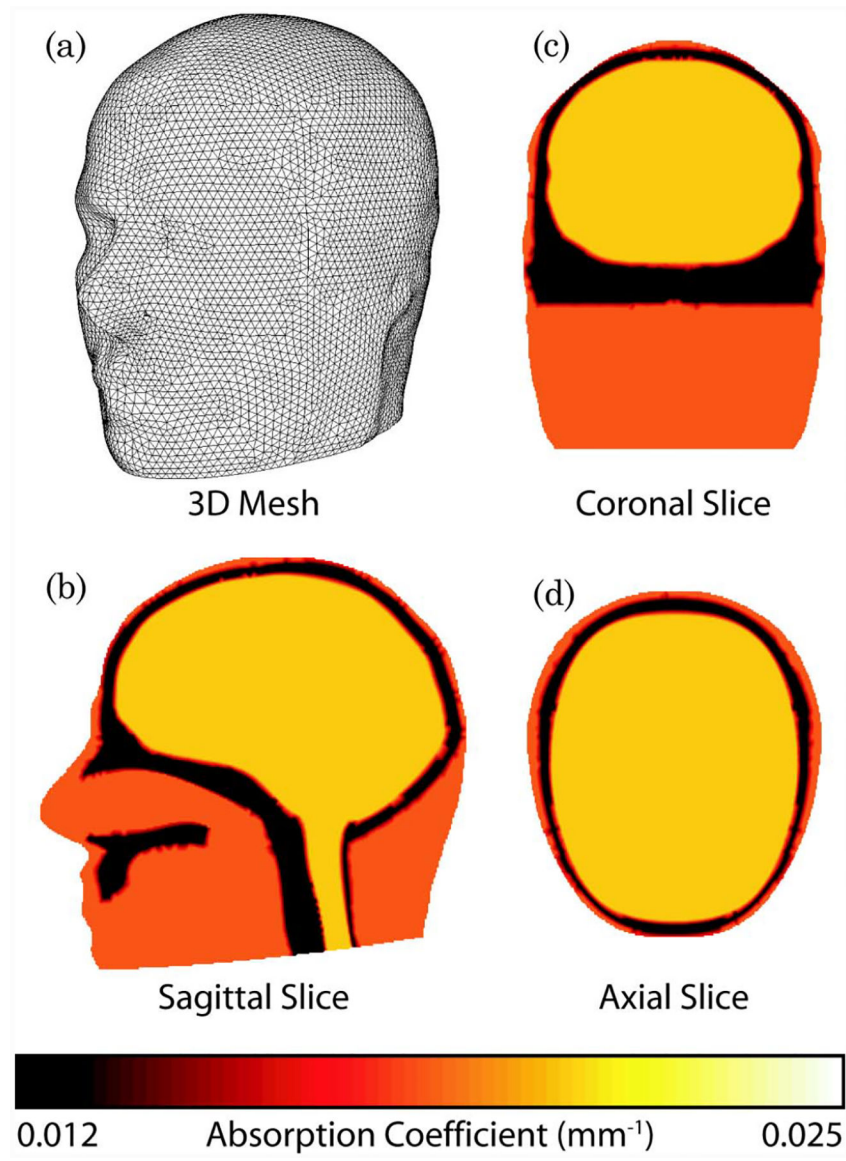 (a)
(c)
3D Mesh
Coronal Slice
(b)
(d)
Sagittal Slice
Axial Slice
0.012
Absorption Coefficient (mm⁻¹)
0.025